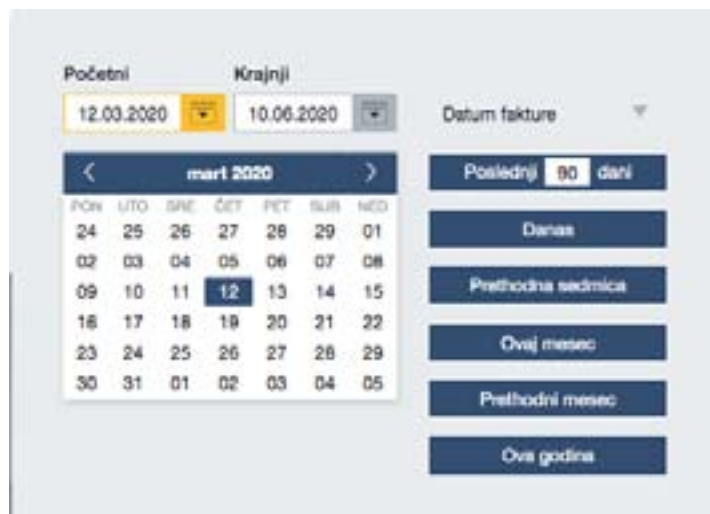 Početni Krajnji
12.03.2020 10.06.2020 Datum fakture
mart 2020
Poslednji 90 dani
PON UTO SRE ČET PET SUB NED
24 25 26 27 28 29 01
Danas
02 03 04 05 06 07 08
09 10 11 12 13 14 15
Prethodna sedmica
16 17 18 19 20 21 22
23 24 25 26 27 28 29
Ovaj mesec
30 31 01 02 03 04 05
Prethodni mesec
Ova godina